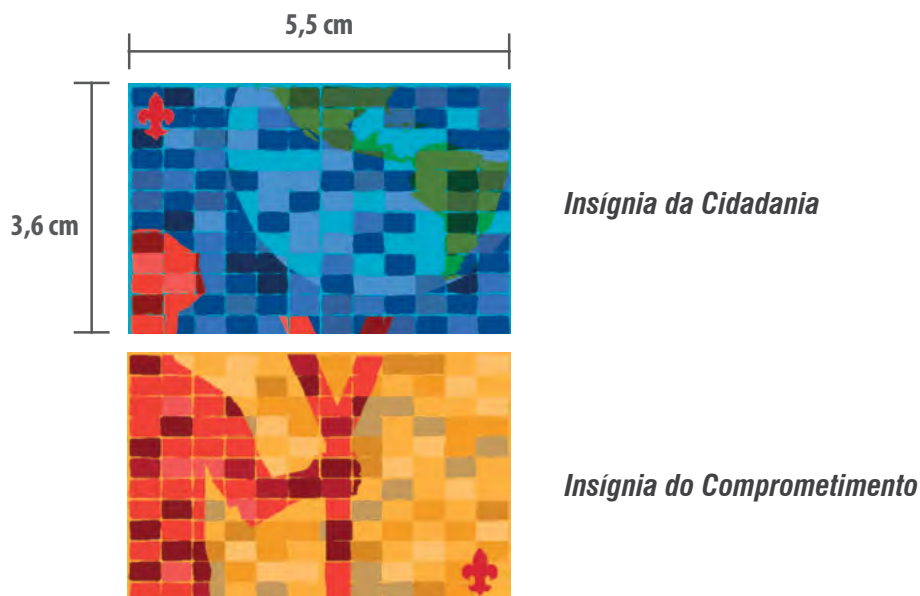 5,5 cm
3,6 cm
Insígnia da Cidadania
Insígnia do Comprometimento